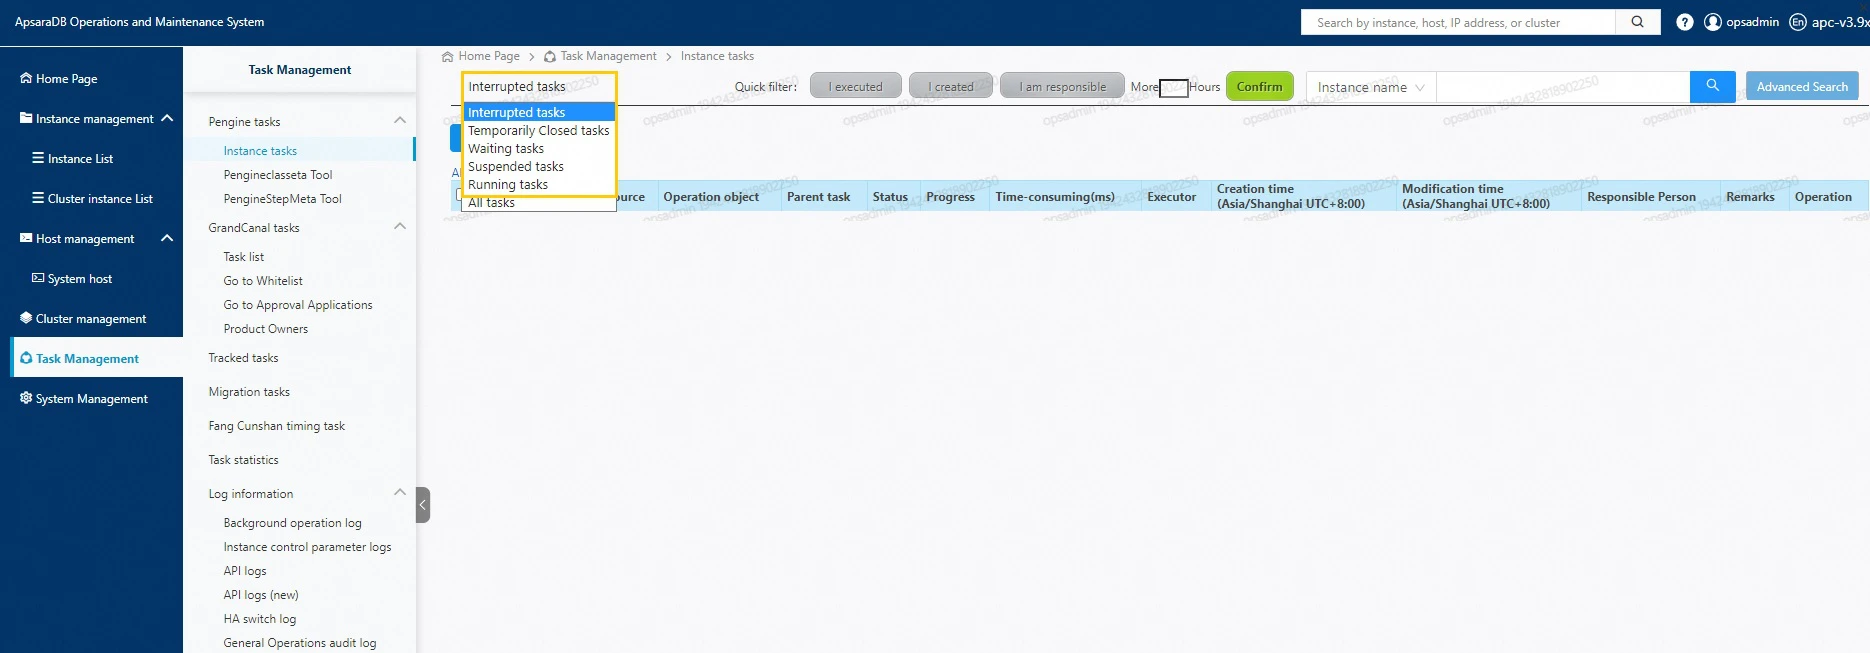 ApsaraDB Operations and Maintenance System
Search by instance, host, IP address, or cluster
?
opsadmin
En
apc-v3.9x
Home Page
Instance management
Instance List
Cluster instance List
Host management
System host
Cluster management
Task Management
System Management
Task Management
Pengine tasks
Instance tasks
Pengineclasseta Tool
PengineStepMeta Tool
GrandCanal tasks
Task list
Go to Whitelist
Go to Approval Applications
Product Owners
Tracked tasks
Migration tasks
Fang Cunshan timing task
Task statistics
Log information
Background operation log
Instance control parameter logs
API logs
API logs (new)
HA switch log
General Operations audit log
Home Page > Task Management > Instance tasks
Interrupted tasks
Quick filter: I executed I created I am responsible More Hours Confirm Instance name Advanced Search
Interrupted tasks
Temporarily Closed tasks
Waiting tasks
Suspended tasks
Running tasks
All tasks
ource Operation object Parent task Status Progress Time-consuming(ms) Executor Creation time (Asia/Shanghai UTC+8:00) Modification time (Asia/Shanghai UTC+8:00) Responsible Person Remarks Operation
opsadmin 1942432818902250